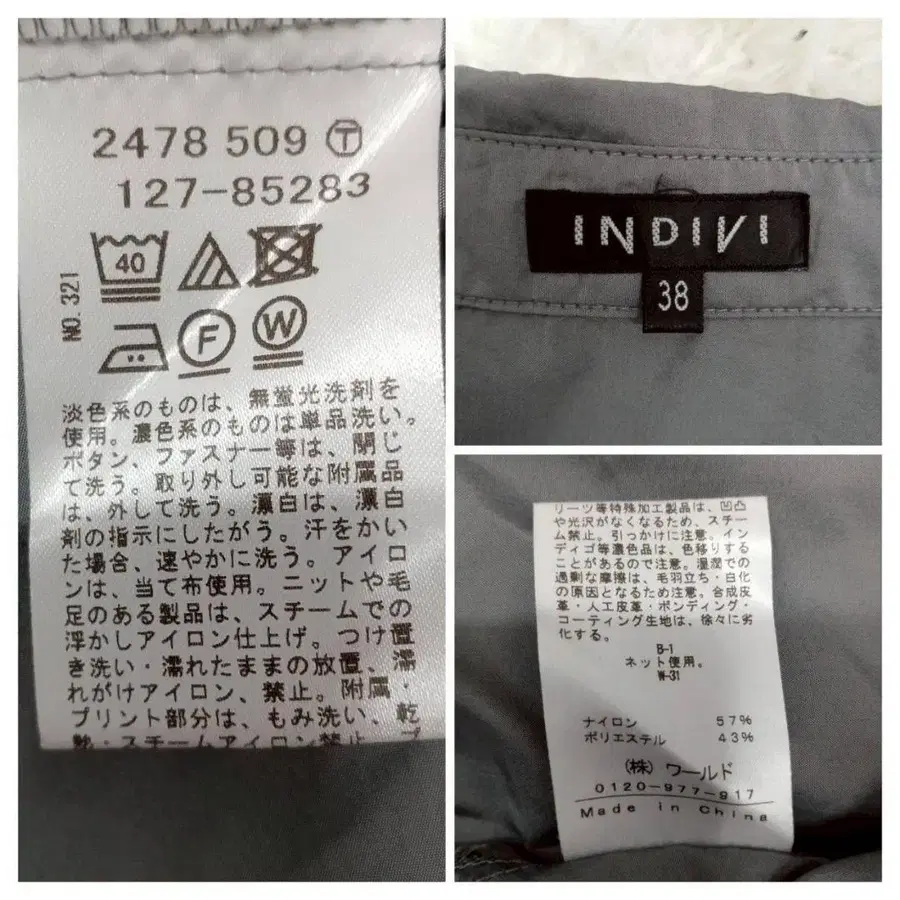 2478 509 Ⓣ
127-85283
NO.321
40
F
W
淡色系のものは、無蛍光洗剤を
使用。濃色系のものは単品洗い。
ボタン、ファスナー等は、閉じ
て洗う。取り外し可能な附属品
は、外して洗う。漂白は、漂白
剤の指示にしたがう。汗をかい
た場合、速やかに洗う。アイロ
ンは、当て布使用。ニットや毛
足のある製品は、スチームでの
浮かしアイロン仕上げ。つけ置
き洗い・濡れたままの放置、濡
れがけアイロン、禁止。附属・
プリント部分は、もみ洗い、乾
INDIVI
38
リーツ等特殊加工製品は、凹凸
や光沢がなくなるため、スチー
ム禁止。引っかけに注意。イン
ディゴ等濃色品は、色移りする
ことがあるので注意。湿潤での
過剰な摩擦は、毛羽立ち・白化
の原因となるため注意。合成皮
革・人工皮革・ボンディング・
コーティング生地は、徐々に劣
化する。
B-1
ネット使用。
W-31
ナイロン 57%
ポリエステル 43%
(株) ワールド
0120-977-917
Made in China